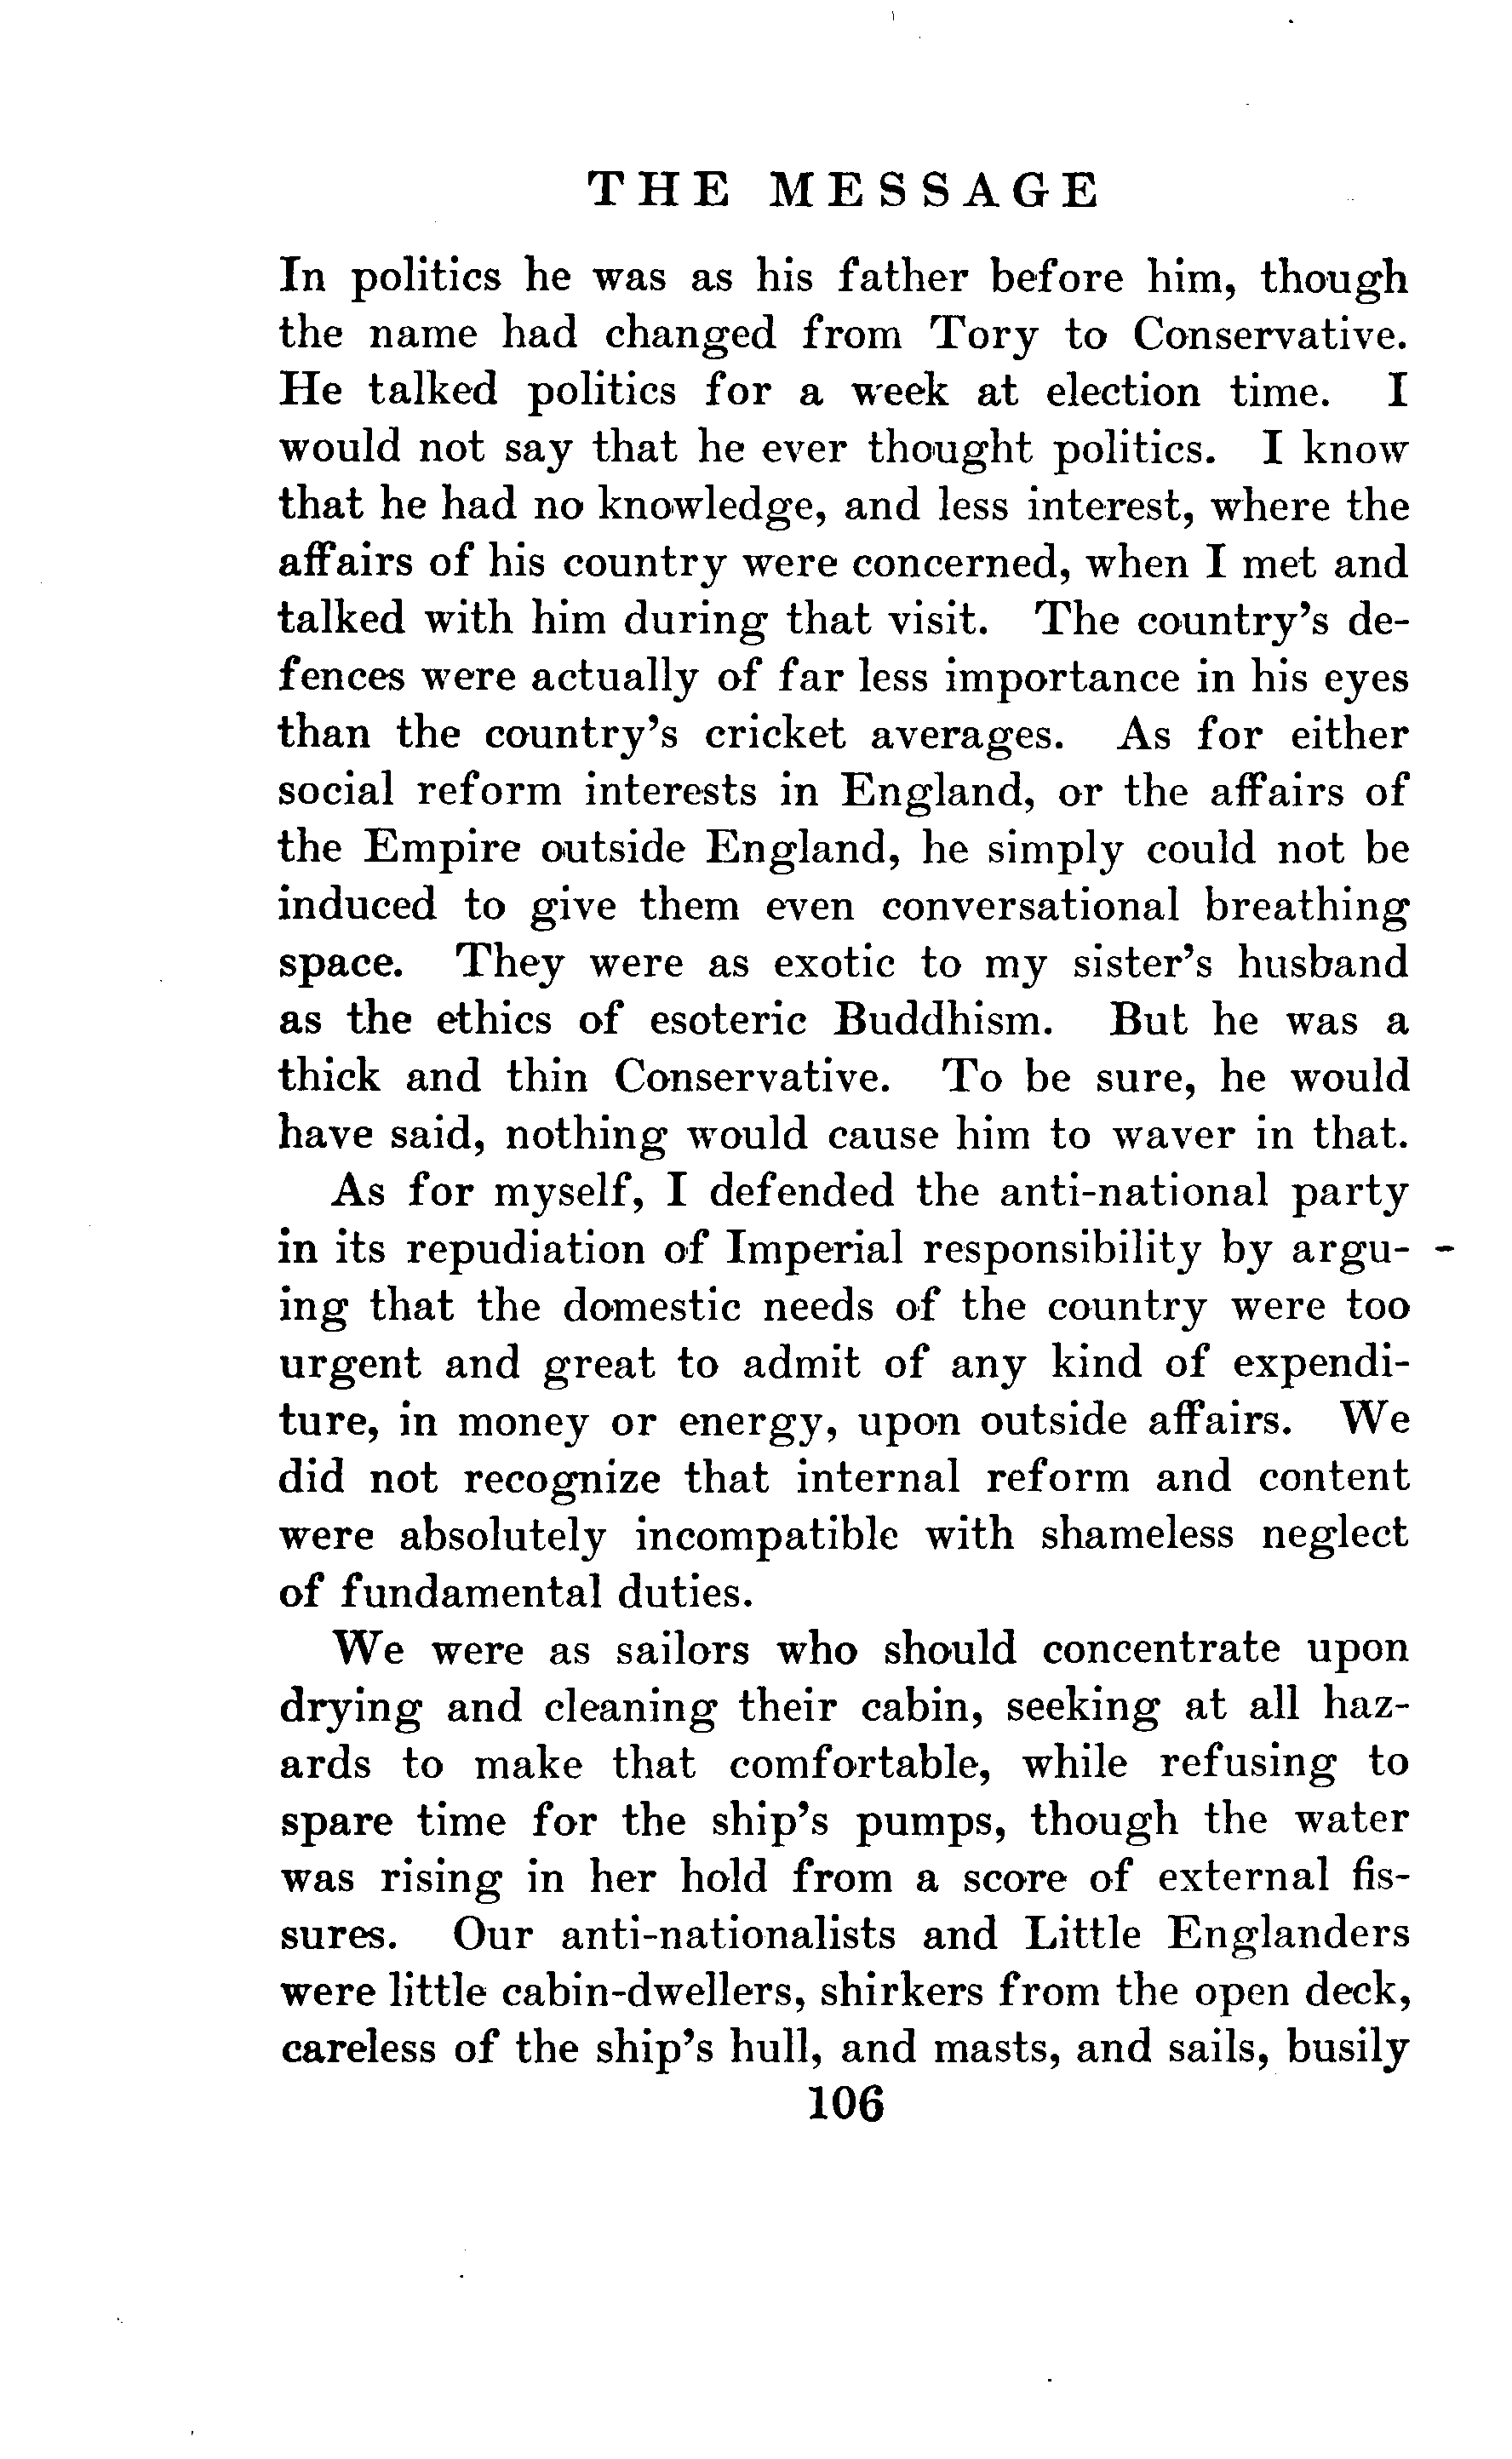 THE MESSAGE
In politics he was as his father before him, though
the name had changed from Tory to Conservative.
He talked politics for a week at election time. I
would not say that he ever thought politics. I know
that he had no knowledge, and less interest, where the
affairs of his country were concerned, when I met and
talked with him during that visit. The country's de-
fences were actually of far less importance in his eyes
than the country's cricket averages. As for either
social reform interests in England, or the affairs of
the Empire outside England, he simply could not be
induced to give them even conversational breathing
space. They were as exotic to my sister's husband
as the ethics of esoteric Buddhism. But he was a
thick and thin Conservative. To be sure, he would
have said, nothing would cause him to waver in that.
As for myself, I defended the anti-national party
in its repudiation of Imperial responsibility by argu-
ing that the domestic needs of the country were too
urgent and great to admit of any kind of expendi-
ture, in money or energy, upon outside affairs. We
did not recognize that internal reform and content
were absolutely incompatible with shameless neglect
of fundamental duties.
We were as sailors who should concentrate upon
drying and cleaning their cabin, seeking at all haz-
ards to make that comfortable, while refusing to
spare time for the ship's pumps, though the water
was rising in her hold from a score of external fis-
sures. Our anti-nationalists and Little Englanders
were little cabin-dwellers, shirkers from the open deck,
careless of the ship's hull, and masts, and sails, busily
106